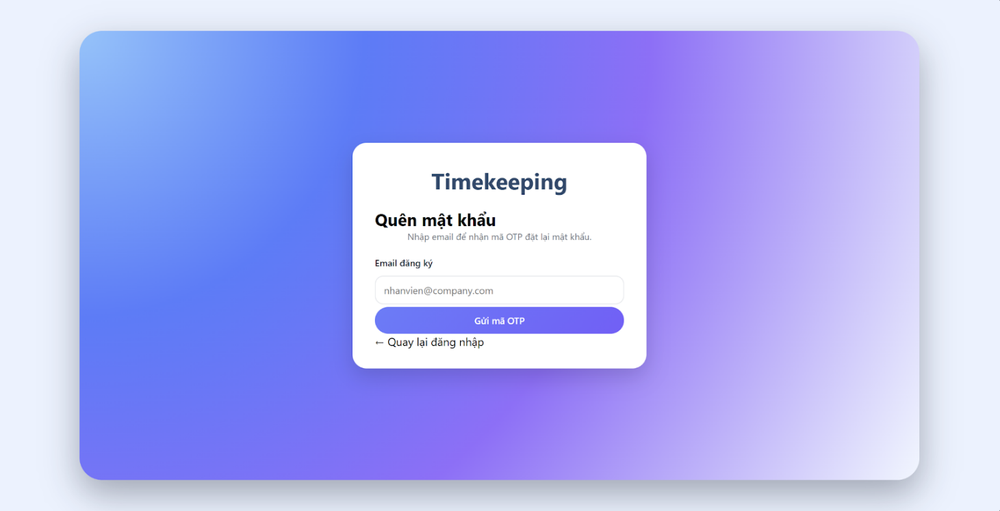 Timekeeping
Quên mật khẩu
Nhập email để nhận mã OTP đặt lại mật khẩu.
Email đăng ký
nhanvien@company.com
Gửi mã OTP
← Quay lại đăng nhập